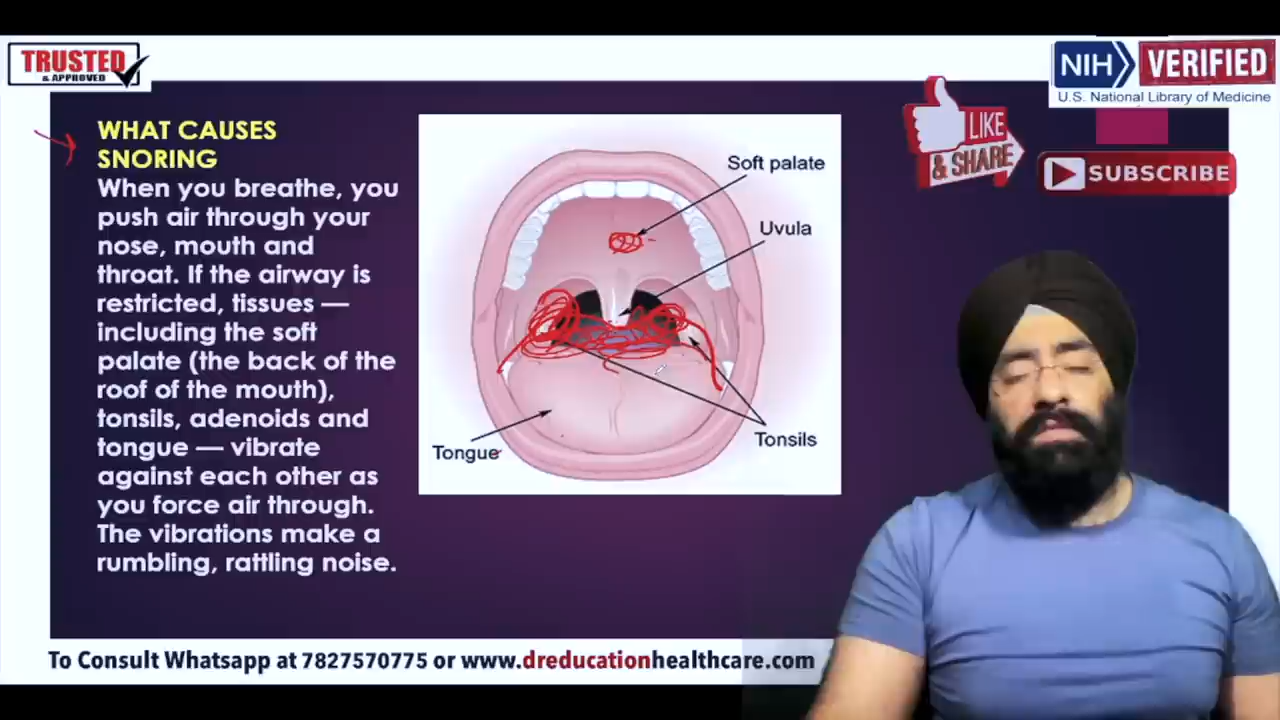 TRUSTED
& APPROVED
NIH VERIFIED
U.S. National Library of Medicine
LIKE
& SHARE
SUBSCRIBE
WHAT CAUSES
SNORING
When you breathe, you
push air through your
nose, mouth and
throat. If the airway is
restricted, tissues —
including the soft
palate (the back of the
roof of the mouth),
tonsils, adenoids and
tongue — vibrate
against each other as
you force air through.
The vibrations make a
rumbling, rattling noise.
Soft palate
Uvula
Tonsils
Tongue
To Consult Whatsapp at 7827570775 or www.dreducationhealthcare.com